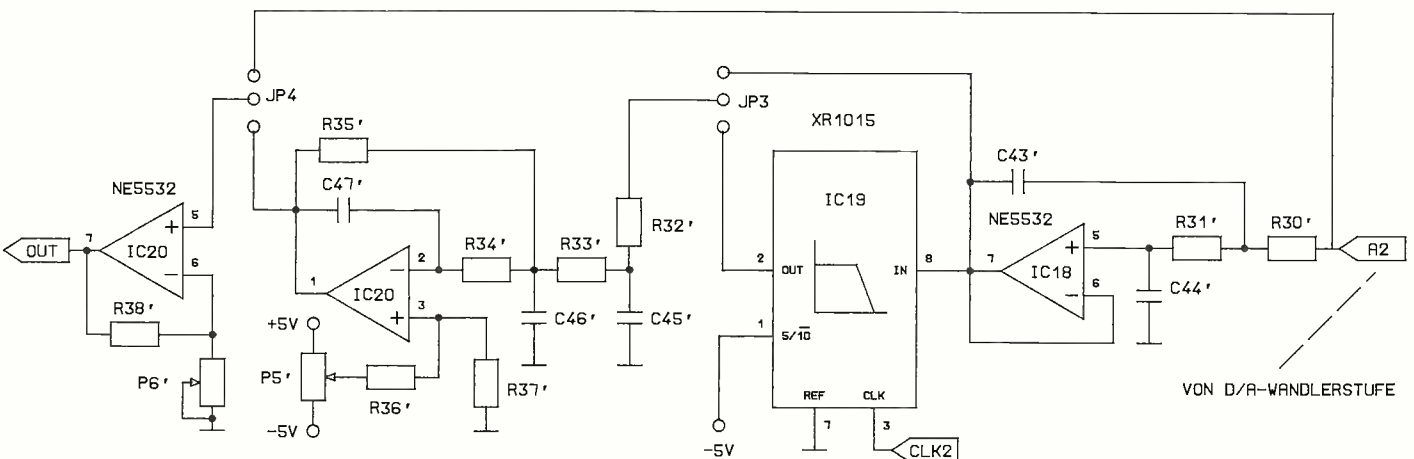 JP4
JP3
XR1015
R35'
C43'
C47'
NE5532
IC19
NE5532
R32'
R31'
R30'
5
+
5
+
OUT
7
IC20
6
-
R34'
R33'
2
-
2
OUT
IN
8
7
IC18
6
-
A2
1
IC20
3
+
C44'
R38'
+5V
C46'
C45'
1
5/10
P6'
P5'
R36'
R37'
REF
CLK
VON D/A-WANDLERSTUFE
-5V
-5V
7
3
CLK2